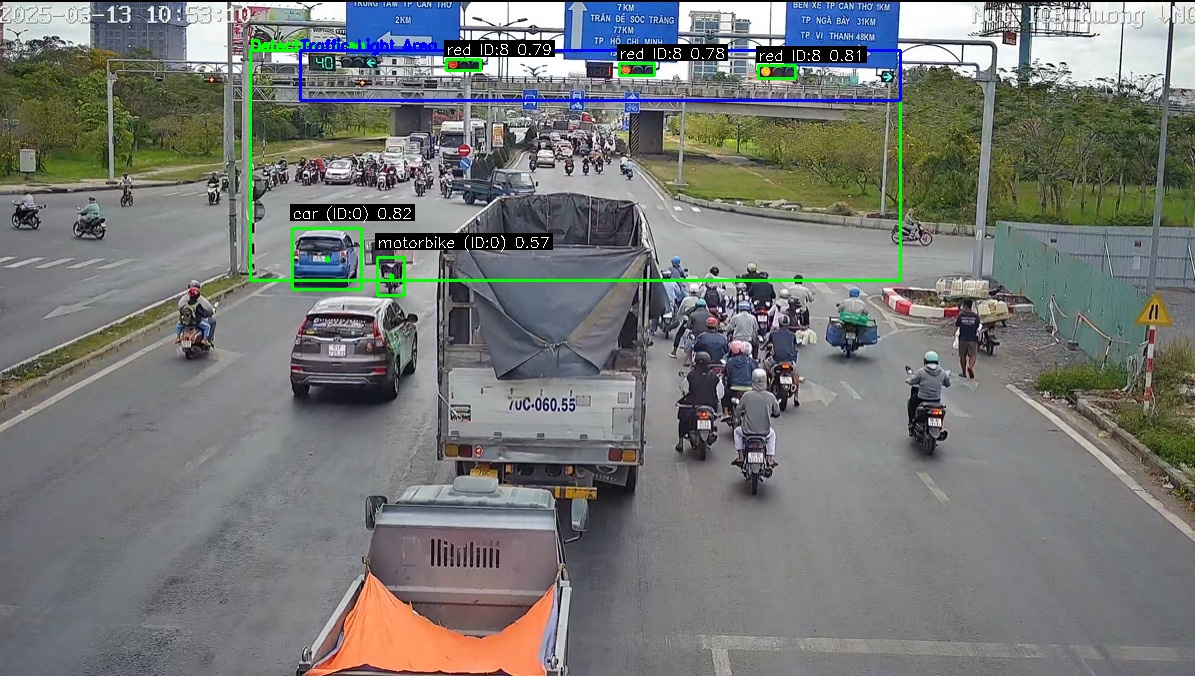 2025-03-13 10:53:10
TRUNG TÂM TP CẦN THƠ
2KM
7KM
TRẦN ĐỀ SÓC TRĂNG
77KM
TP HỒ CHÍ MINH
BẾN XE TP CẦN THƠ 1KM
TP NGÃ BẢY 31KM
TP VỊ THANH 48KM
Traffic Light Area
40
red ID:8 0.79
red ID:8 0.78
red ID:8 0.81
car (ID:0) 0.82
motorbike (ID:0) 0.57
70C-060.55